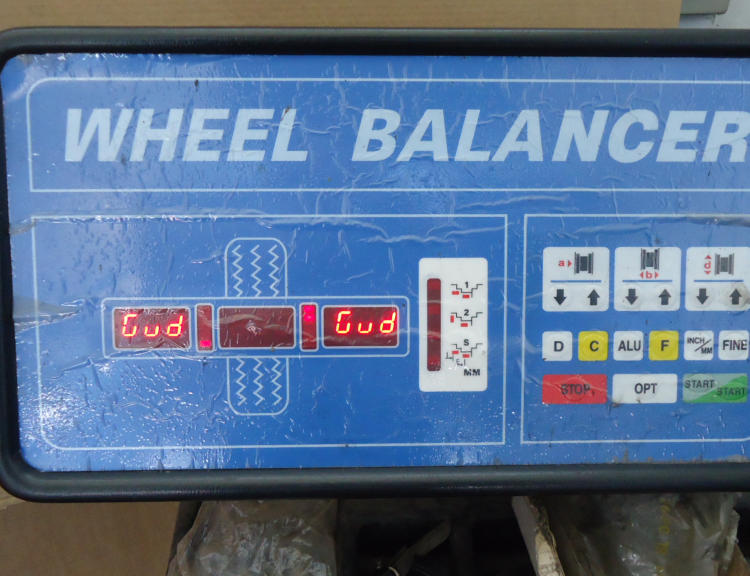 WHEEL BALANCER
Gud Gud
1
2
S
MM
a b d
D C ALU F INCH/MM FINE
STOP OPT START START